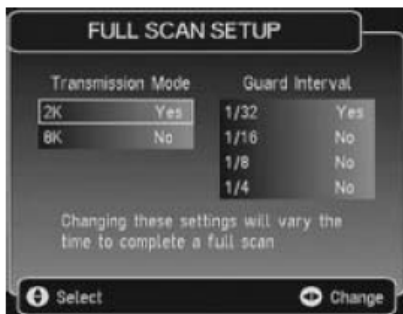 FULL SCAN SETUP
Transmission Mode
2K Yes
8K No
Guard Interval
1/32 Yes
1/16 No
1/8 No
1/4 No
Changing these settings will vary the
time to complete a full scan
Select
Change